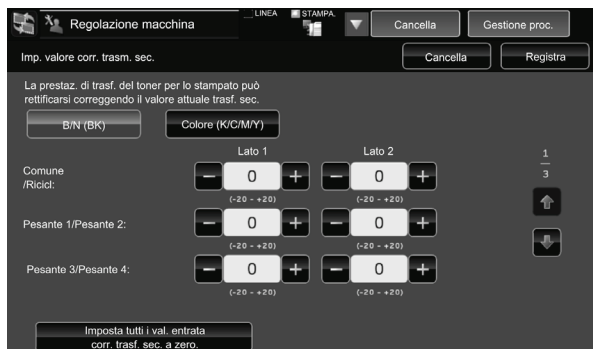 Regolazione macchina
LINEA
STAMPA.
Cancella
Gestione proc.
Imp. valore corr. trasm. sec.
Cancella
Registra
La prestaz. di trasf. del toner per lo stampato può
rettificarsi correggendo il valore attuale trasf. sec.
B/N (BK)
Colore (K/C/M/Y)
Lato 1
Lato 2
1
3
Comune
/Ricicl:
0
0
(-20 - +20)
(-20 - +20)
Pesante 1/Pesante 2:
0
0
(-20 - +20)
(-20 - +20)
Pesante 3/Pesante 4:
0
0
(-20 - +20)
(-20 - +20)
Imposta tutti i val. entrata
corr. trasf. sec. a zero.